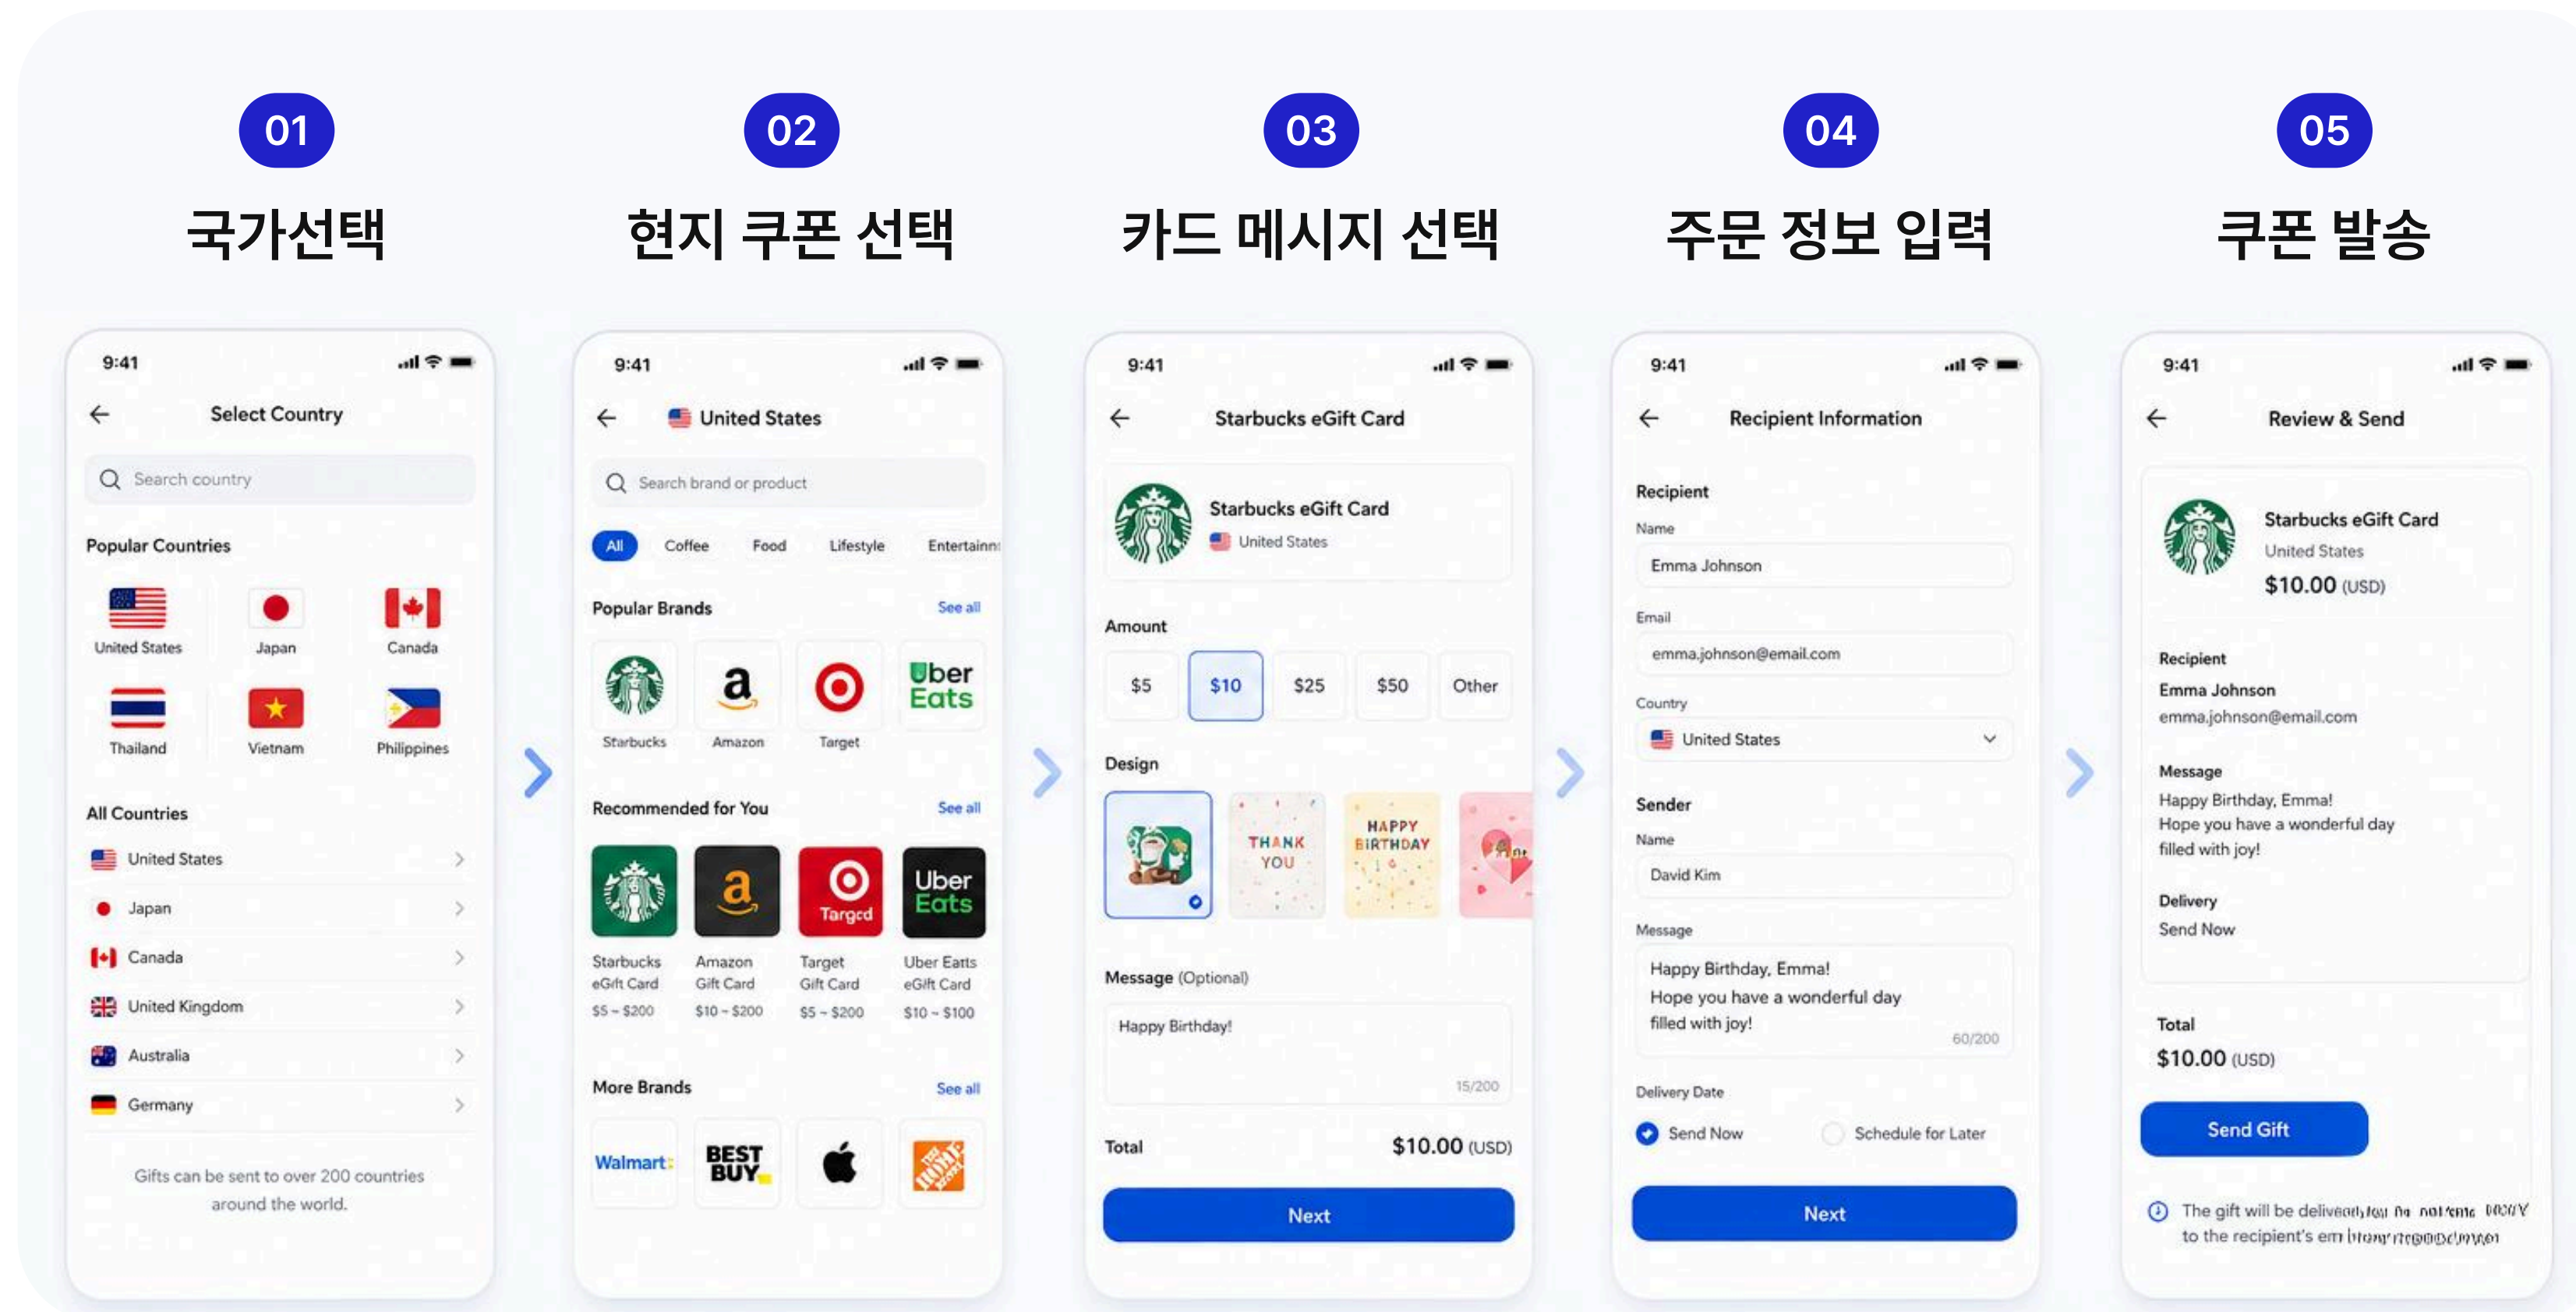 01
국가선택
9:41
Select Country
Search country
Popular Countries
United States
Japan
Canada
Thailand
Vietnam
Philippines
All Countries
United States
Japan
Canada
United Kingdom
Australia
Germany
Gifts can be sent to over 200 countries
around the world.
02
현지 쿠폰 선택
9:41
United States
Search brand or product
All
Coffee
Food
Lifestyle
Entertainn
Popular Brands
See all
a
Uber
Eats
Starbucks
Amazon
Target
Recommended for You
See all
a
Targed
Uber
Eats
Starbucks
eGift Card
$5 ~ $200
Amazon
Gift Card
$10 ~ $200
Target
Gift Card
$5 ~ $200
Uber Eatts
eGift Card
$10 ~ $100
More Brands
See all
Walmart
BEST
BUY
THE
HOME
03
카드 메시지 선택
9:41
Starbucks eGift Card
Starbucks eGift Card
United States
Amount
$5
$10
$25
$50
Other
Design
THANK
YOU
HAPPY
BIRTHDAY
Message (Optional)
Happy Birthday!
15/200
Total
$10.00 (USD)
Next
04
주문 정보 입력
9:41
Recipient Information
Recipient
Name
Emma Johnson
Email
emma.johnson@email.com
Country
United States
Sender
Name
David Kim
Message
Happy Birthday, Emma!
Hope you have a wonderful day
filled with joy!
60/200
Delivery Date
Send Now
Schedule for Later
Next
05
쿠폰 발송
9:41
Review & Send
Starbucks eGift Card
United States
$10.00 (USD)
Recipient
Emma Johnson
emma.johnson@email.com
Message
Happy Birthday, Emma!
Hope you have a wonderful day
filled with joy!
Delivery
Send Now
Total
$10.00 (USD)
Send Gift
The gift will be
to the recipient's